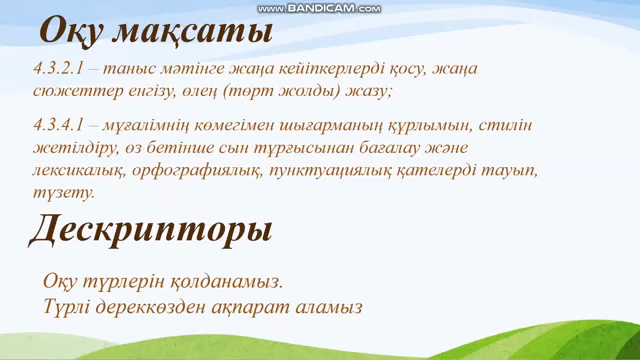 www.BANDICAM.com
Оқу мақсаты
4.3.2.1 – таныс мәтінге жаңа кейіпкерлерді қосу, жаңа
сюжеттер енгізу, өлең (төрт жолды) жазу;
4.3.4.1 – мұғалімнің көмегімен шығарманың құрлымын, стилін
жетілдіру, өз бетінше сын тұрғысынан бағалау және
лексикалық, орфографиялық, пунктуациялық қателерді тауып,
түзету.
Дескрипторы
Оқу түрлерін қолданамыз.
Түрлі дереккөзден ақпарат аламыз